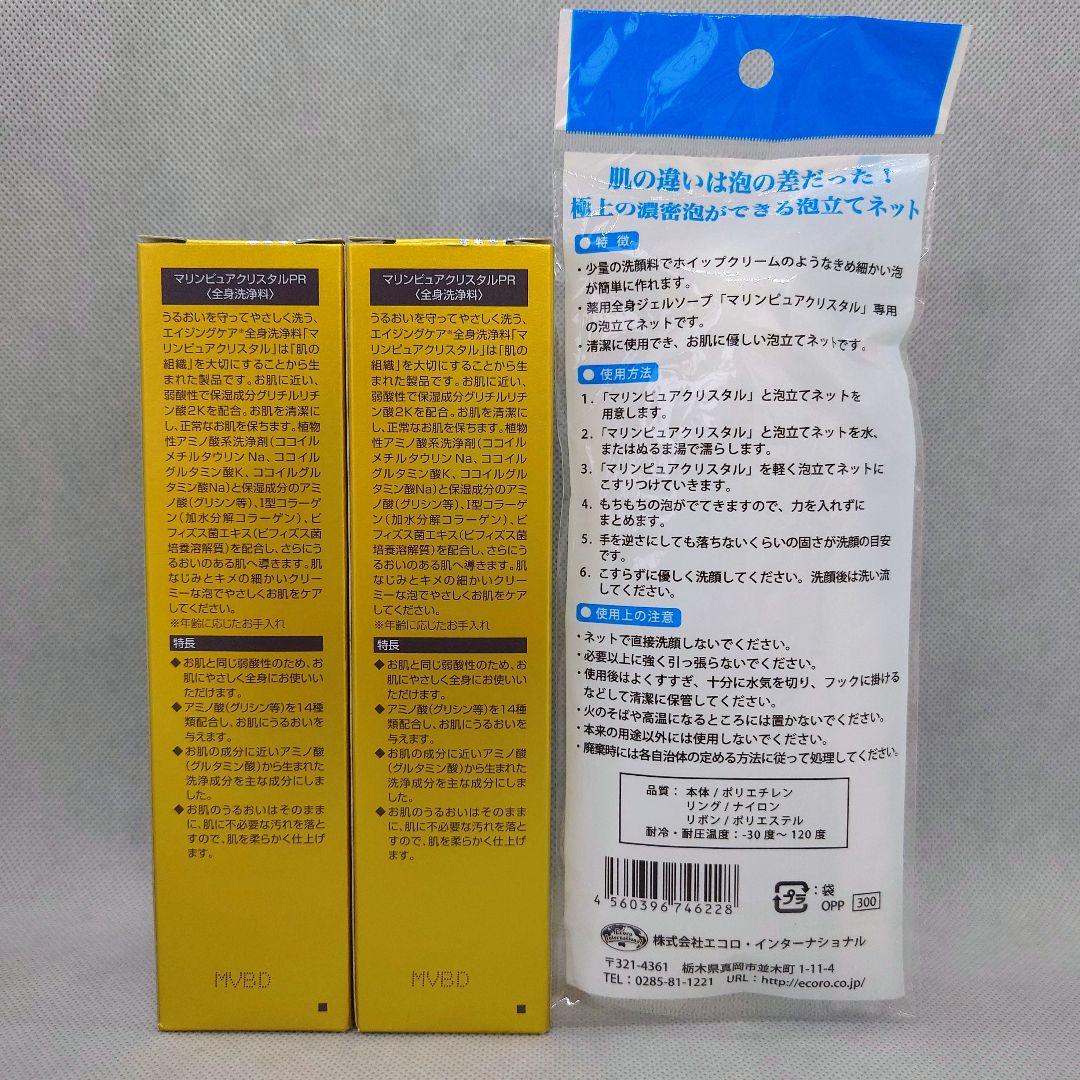 マリンピュアクリスタルPR
〈全身洗浄料〉
うるおいを守ってやさしく洗う、
エイジングケア※全身洗浄料「マ
リンピュアクリスタル」は「肌の
組織」を大切にすることから生
まれた製品です。お肌に近い、
弱酸性で保湿成分グリチルリチ
ン酸2Kを配合。お肌を清潔に
し、正常なお肌を保ちます。植物
性アミノ酸系洗浄剤(ココイル
メチルタウリン Na、ココイル
グルタミン酸K、ココイルグル
タミン酸Na)と保湿成分のアミ
ノ酸(グリシン等)、I型コラーゲ
ン(加水分解コラーゲン)、ビ
フィズス菌エキス(ビフィズス菌
培養溶解質)を配合し、さらにう
るおいのある肌へ導きます。肌
なじみとキメの細かいクリー
ミーな泡でやさしくお肌をケア
してください。
※年齢に応じたお手入れ
特長
◆お肌と同じ弱酸性のため、お
肌にやさしく全身にお使いい
ただけます。
◆アミノ酸(グリシン等)を14種
類配合し、お肌にうるおいを
与えます。
◆お肌の成分に近いアミノ酸
(グルタミン酸)から生まれた
洗浄成分を主な成分にしま
した。
◆お肌のうるおいはそのまま
に、肌に不必要な汚れを落と
すので、肌を柔らかく仕上げ
ます。
MVBD
マリンピュアクリスタルPR
〈全身洗浄料〉
うるおいを守ってやさしく洗う、
エイジングケア※全身洗浄料「マ
リンピュアクリスタル」は「肌の
組織」を大切にすることから生
まれた製品です。お肌に近い、
弱酸性で保湿成分グリチルリチ
ン酸2Kを配合。お肌を清潔に
し、正常なお肌を保ちます。植物
性アミノ酸系洗浄剤(ココイル
メチルタウリン Na、ココイル
グルタミン酸K、ココイルグル
タミン酸Na)と保湿成分のアミ
ノ酸(グリシン等)、I型コラーゲ
ン(加水分解コラーゲン)、ビ
フィズス菌エキス(ビフィズス菌
培養溶解質)を配合し、さらにう
るおいのある肌へ導きます。肌
なじみとキメの細かいクリー
ミーな泡でやさしくお肌をケア
してください。
※年齢に応じたお手入れ
特長
◆お肌と同じ弱酸性のため、お
肌にやさしく全身にお使いい
ただけます。
◆アミノ酸(グリシン等)を14種
類配合し、お肌にうるおいを
与えます。
◆お肌の成分に近いアミノ酸
(グルタミン酸)から生まれた
洗浄成分を主な成分にしま
した。
◆お肌のうるおいはそのまま
に、肌に不必要な汚れを落と
すので、肌を柔らかく仕上げ
ます。
MVBD
肌の違いは泡の差だった!
極上の濃密泡ができる泡立てネット
●特 徴
・少量の洗顔料でホイップクリームのようなきめ細かい泡
が簡単に作れます。
・薬用全身ジェルソープ「マリンピュアクリスタル」専用
の泡立てネットです。
・清潔に使用でき、お肌に優しい泡立てネットです。
●使用方法
1.「マリンピュアクリスタル」と泡立てネットを
用意します。
2.「マリンピュアクリスタル」と泡立てネットを水、
またはぬるま湯で濡らします。
3.「マリンピュアクリスタル」を軽く泡立てネットに
こすりつけていきます。
4. もちもちの泡がでてきますので、力を入れずに
まとめます。
5. 手を逆さにしても落ちないくらいの固さが洗顔の目安
です。
6. こすらずに優しく洗顔してください。洗顔後は洗い流
してください。
●使用上の注意
・ネットで直接洗顔しないでください。
・必要以上に強く引っ張らないでください。
・使用後はよくすすぎ、十分に水気を切り、フックに掛ける
などして清潔に保管してください。
・火のそばや高温になるところには置かないでください。
・本来の用途以外には使用しないでください。
・廃棄時には各自治体の定める方法に従って処理してください。
品質: 本体/ポリエチレン
リング/ナイロン
リボン/ポリエステル
耐冷・耐圧温度:-30度～120度
4 560396 746228
プラ
:袋
OPP
300
Ecoro
International
株式会社エコロ・インターナショナル
〒321-4361 栃木県真岡市並木町 1-11-4
TEL:0285-81-1221 URL:http://ecoro.co.jp/